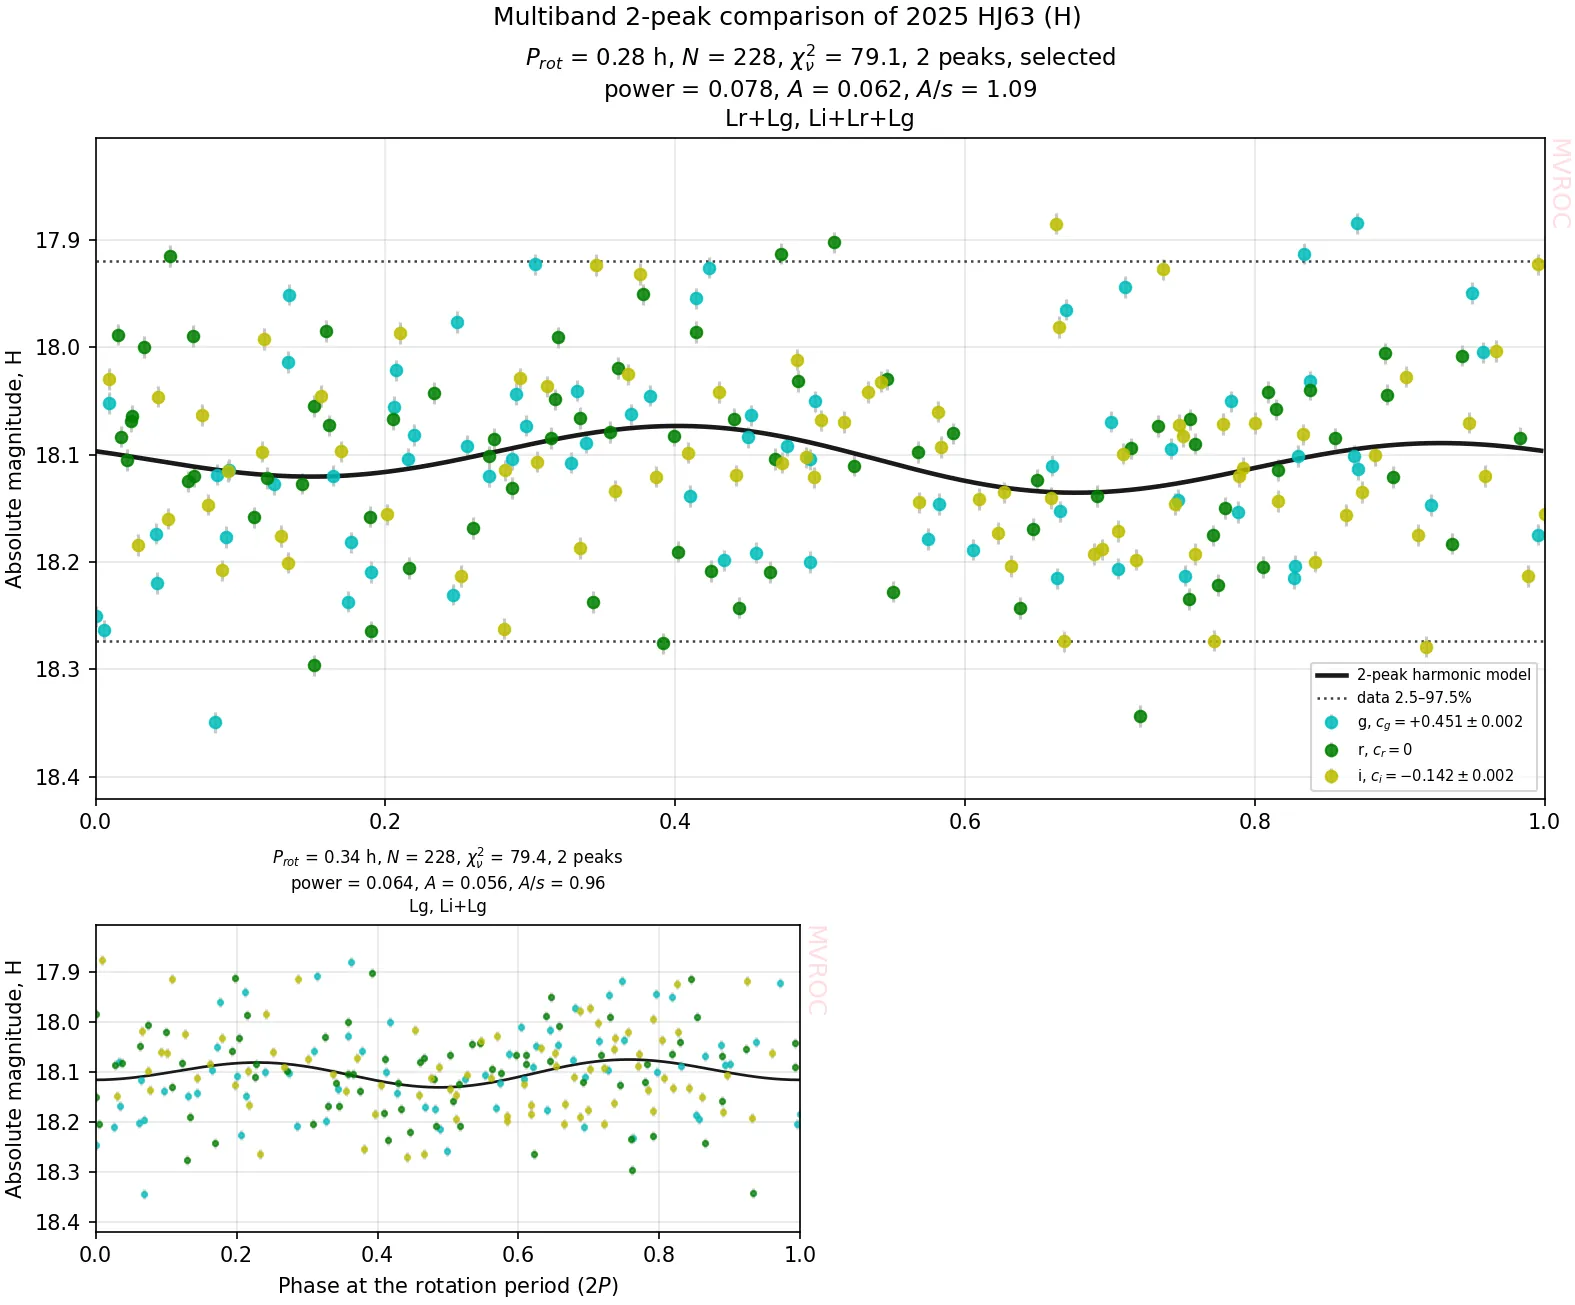 Multiband 2-peak comparison of 2025 HJ63 (H)
P_rot = 0.28 h, N = 228, χ²_ν = 79.1, 2 peaks, selected
power = 0.078, A = 0.062, A/s = 1.09
Lr+Lg, Li+Lr+Lg
MVROC
Absolute magnitude, H
17.9
18.0
18.1
18.2
18.3
18.4
2-peak harmonic model
data 2.5–97.5%
g, c_g = +0.451 ± 0.002
r, c_r = 0
i, c_i = −0.142 ± 0.002
0.0 0.2 0.4 0.6 0.8 1.0
P_rot = 0.34 h, N = 228, χ²_ν = 79.4, 2 peaks
power = 0.064, A = 0.056, A/s = 0.96
Lg, Li+Lg
MVROC
Absolute magnitude, H
17.9
18.0
18.1
18.2
18.3
18.4
0.0 0.2 0.4 0.6 0.8 1.0
Phase at the rotation period (2P)